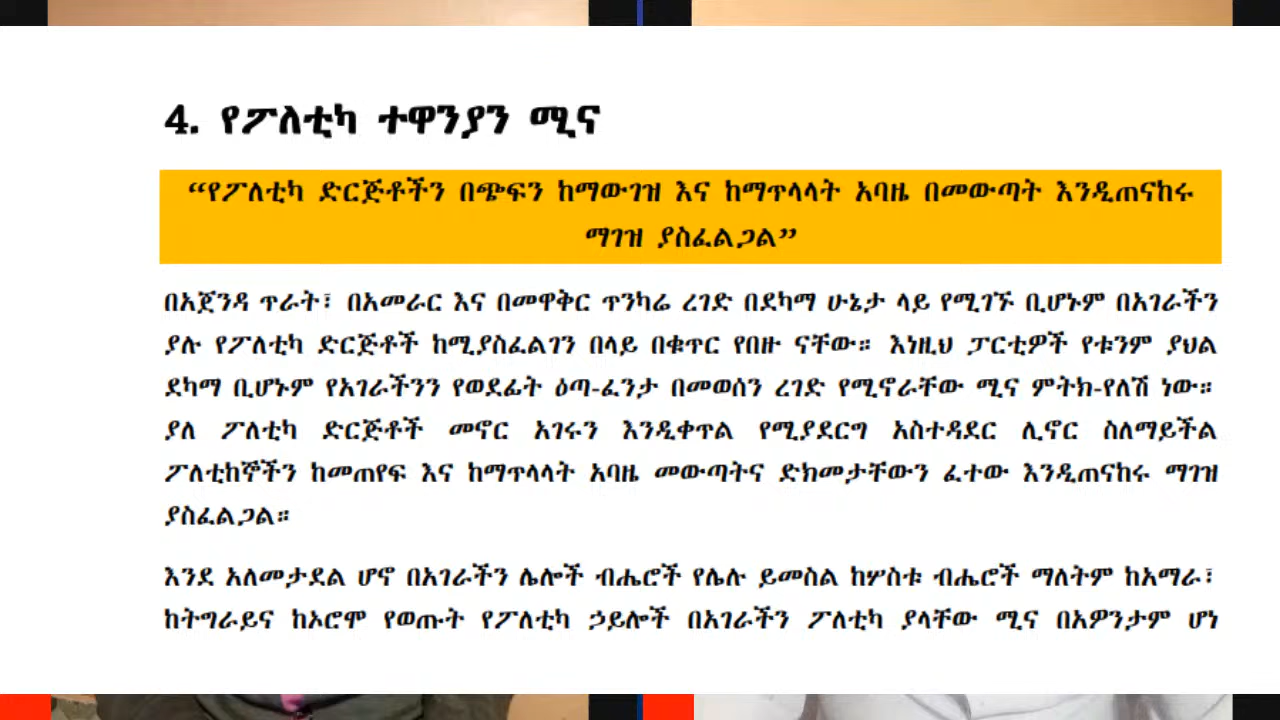 4. የፖለቲካ ተዋንያን ሚና
“የፖለቲካ ድርጅቶችን በጭፍን ከማውገዝ እና ከማጥላላት አባዜ በመውጣት እንዲጠናከሩ
ማገዝ ያስፈልጋል”
በአጀንዳ ጥራት፣ በአመራር እና በመዋቅር ጥንካሬ ረገድ በደካማ ሁኔታ ላይ የሚገኙ ቢሆኑም በአገራችን
ያሉ የፖለቲካ ድርጅቶች ከሚያስፈልገን በላይ በቁጥር የበዙ ናቸው። እነዚህ ፓርቲዎች የቱንም ያህል
ደካማ ቢሆኑም የአገራችንን የወደፊት ዕጣ-ፈንታ በመወሰን ረገድ የሚኖራቸው ሚና ምትክ-የለሽ ነው።
ያለ ፖለቲካ ድርጅቶች መኖር አገሩን እንዲቀጥል የሚያደርግ አስተዳደር ሊኖር ስለማይችል
ፖለቲከኞችን ከመጠየፍ እና ከማጥላላት አባዜ መውጣትና ድክመታቸውን ፈተው እንዲጠናከሩ ማገዝ
ያስፈልጋል።
እንደ አለመታደል ሆኖ በአገራችን ሌሎች ብሔሮች የሌሉ ይመስል ከሦስቱ ብሔሮች ማለትም ከአማራ፣
ከትግራይና ከኦሮሞ የወጡት የፖለቲካ ኃይሎች በአገራችን ፖለቲካ ያላቸው ሚና በአዎንታም ሆነ